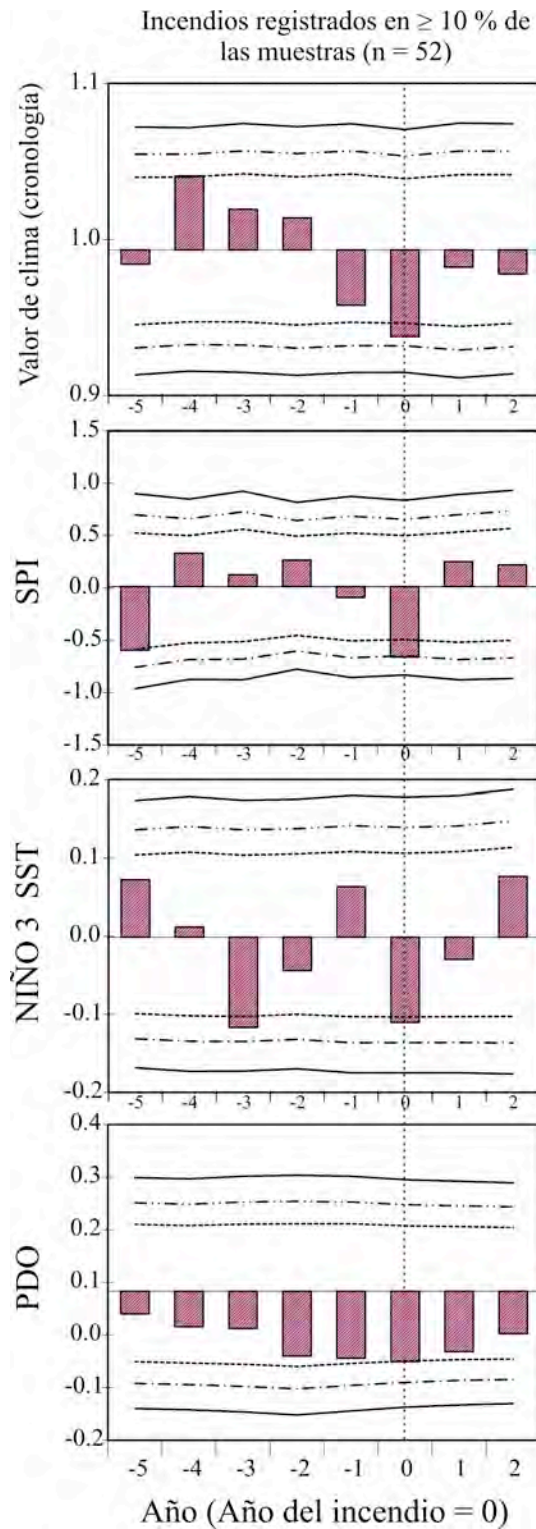 Incendios registrados en ≥ 10 % de
las muestras (n = 52)
Valor de clima (cronología)
1.1
1.0
0.9
-5 -4 -3 -2 -1 0 1 2
SPI
1.5
1.0
0.5
0.0
-0.5
-1.0
-1.5
-5 -4 -3 -2 -1 0 1 2
NIÑO 3 SST
0.2
0.1
0.0
-0.1
-0.2
-5 -4 -3 -2 -1 0 1 2
PDO
0.4
0.3
0.2
0.1
0.0
-0.1
-0.2
-5 -4 -3 -2 -1 0 1 2
Año (Año del incendio = 0)